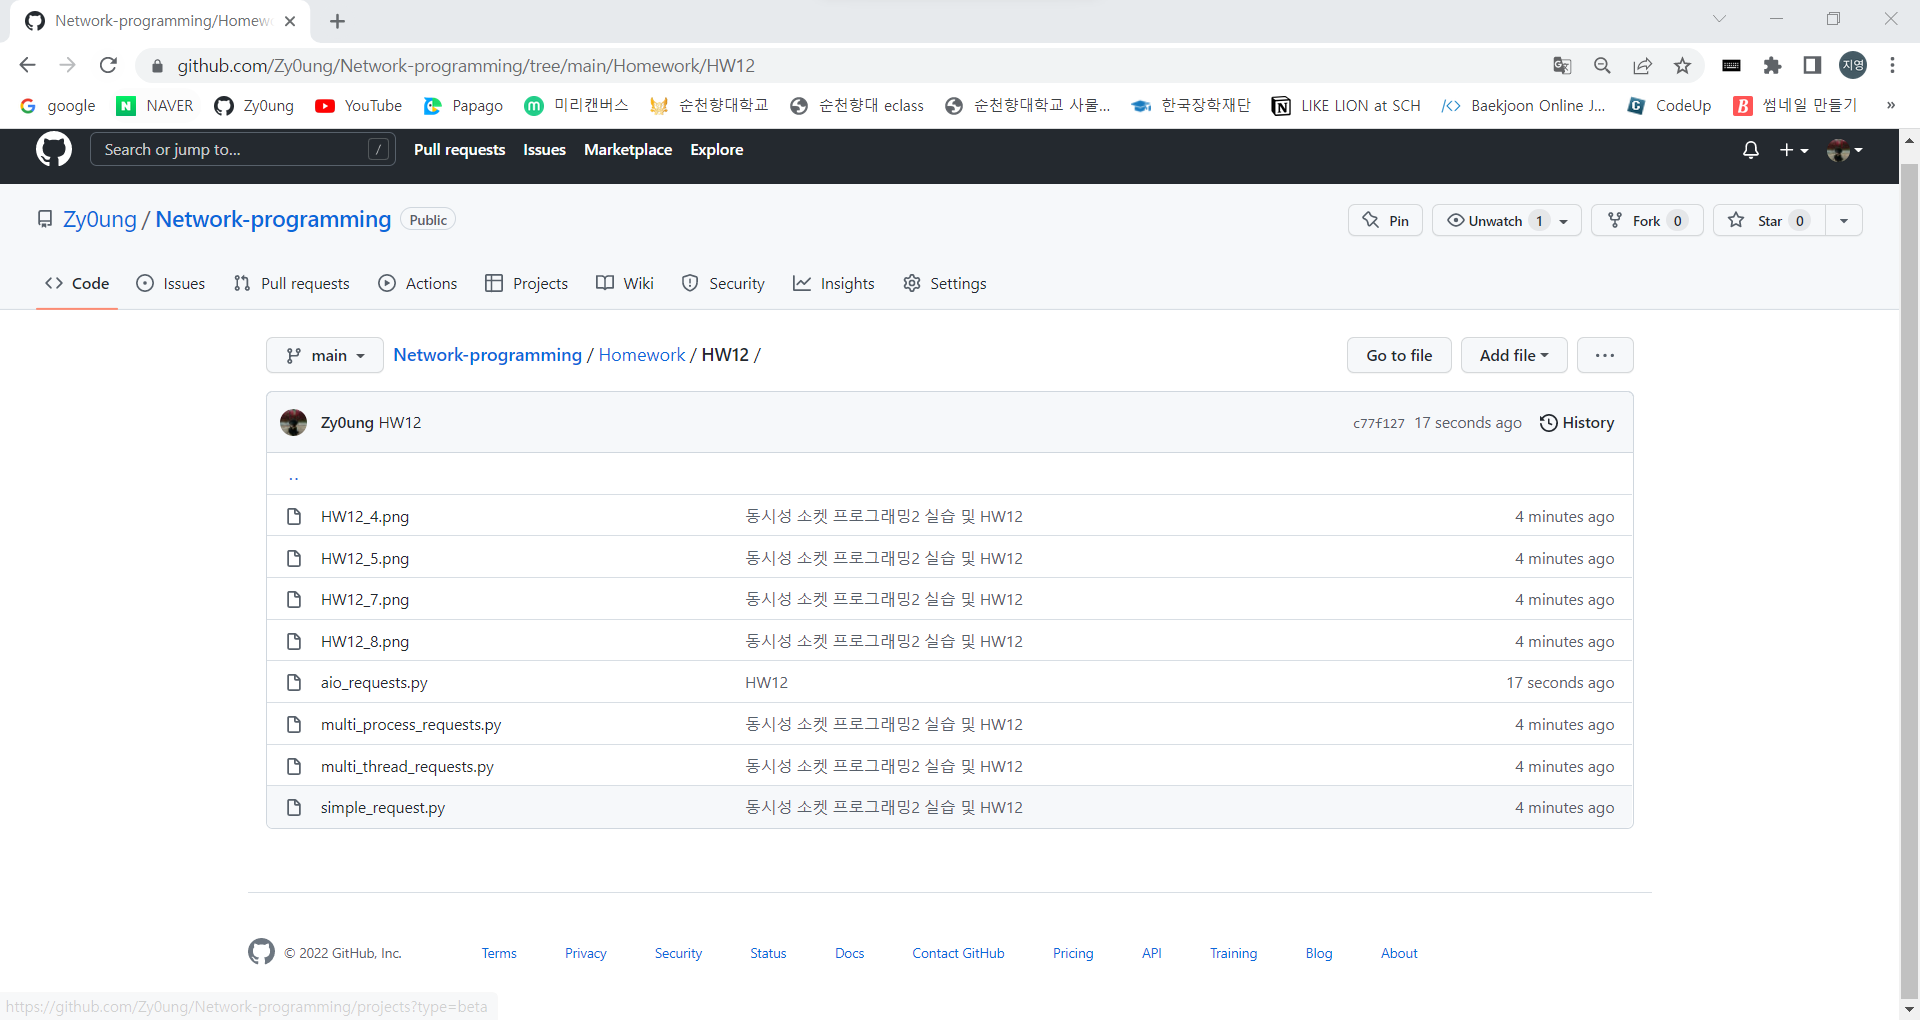 Network-programming/Homew
github.com/Zy0ung/Network-programming/tree/main/Homework/HW12
지영
google NAVER Zy0ung YouTube Papago 미리캔버스 순천향대학교 순천향대 eclass 순천향대학교 사물... 한국장학재단 LIKE LION at SCH Baekjoon Online J... CodeUp 썸네일 만들기 »
Search or jump to... / Pull requests Issues Marketplace Explore
Zy0ung / Network-programming Public Pin Unwatch 1 Fork 0 Star 0
Code Issues Pull requests Actions Projects Wiki Security Insights Settings
main Network-programming / Homework / HW12 / Go to file Add file ...
Zy0ung HW12 c77f127 17 seconds ago History
..
HW12_4.png 동시성 소켓 프로그래밍2 실습 및 HW12 4 minutes ago
HW12_5.png 동시성 소켓 프로그래밍2 실습 및 HW12 4 minutes ago
HW12_7.png 동시성 소켓 프로그래밍2 실습 및 HW12 4 minutes ago
HW12_8.png 동시성 소켓 프로그래밍2 실습 및 HW12 4 minutes ago
aio_requests.py HW12 17 seconds ago
multi_process_requests.py 동시성 소켓 프로그래밍2 실습 및 HW12 4 minutes ago
multi_thread_requests.py 동시성 소켓 프로그래밍2 실습 및 HW12 4 minutes ago
simple_request.py 동시성 소켓 프로그래밍2 실습 및 HW12 4 minutes ago
© 2022 GitHub, Inc. Terms Privacy Security Status Docs Contact GitHub Pricing API Training Blog About
https://github.com/Zy0ung/Network-programming/projects?type=beta